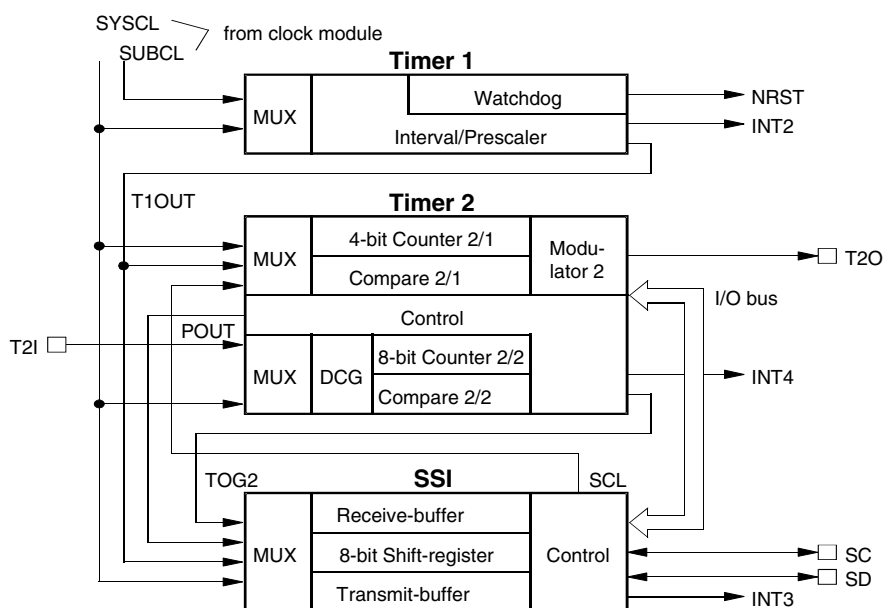 SYSCL
from clock module
SUBCL
Timer 1
Watchdog
NRST
MUX
INT2
Interval/Prescaler
T1OUT
Timer 2
4-bit Counter 2/1
Modu-
lator 2
MUX
T2O
Compare 2/1
I/O bus
Control
POUT
T2I
8-bit Counter 2/2
MUX
DCG
INT4
Compare 2/2
TOG2
SSI
SCL
Receive-buffer
MUX
8-bit Shift-register
Control
SC
SD
Transmit-buffer
INT3